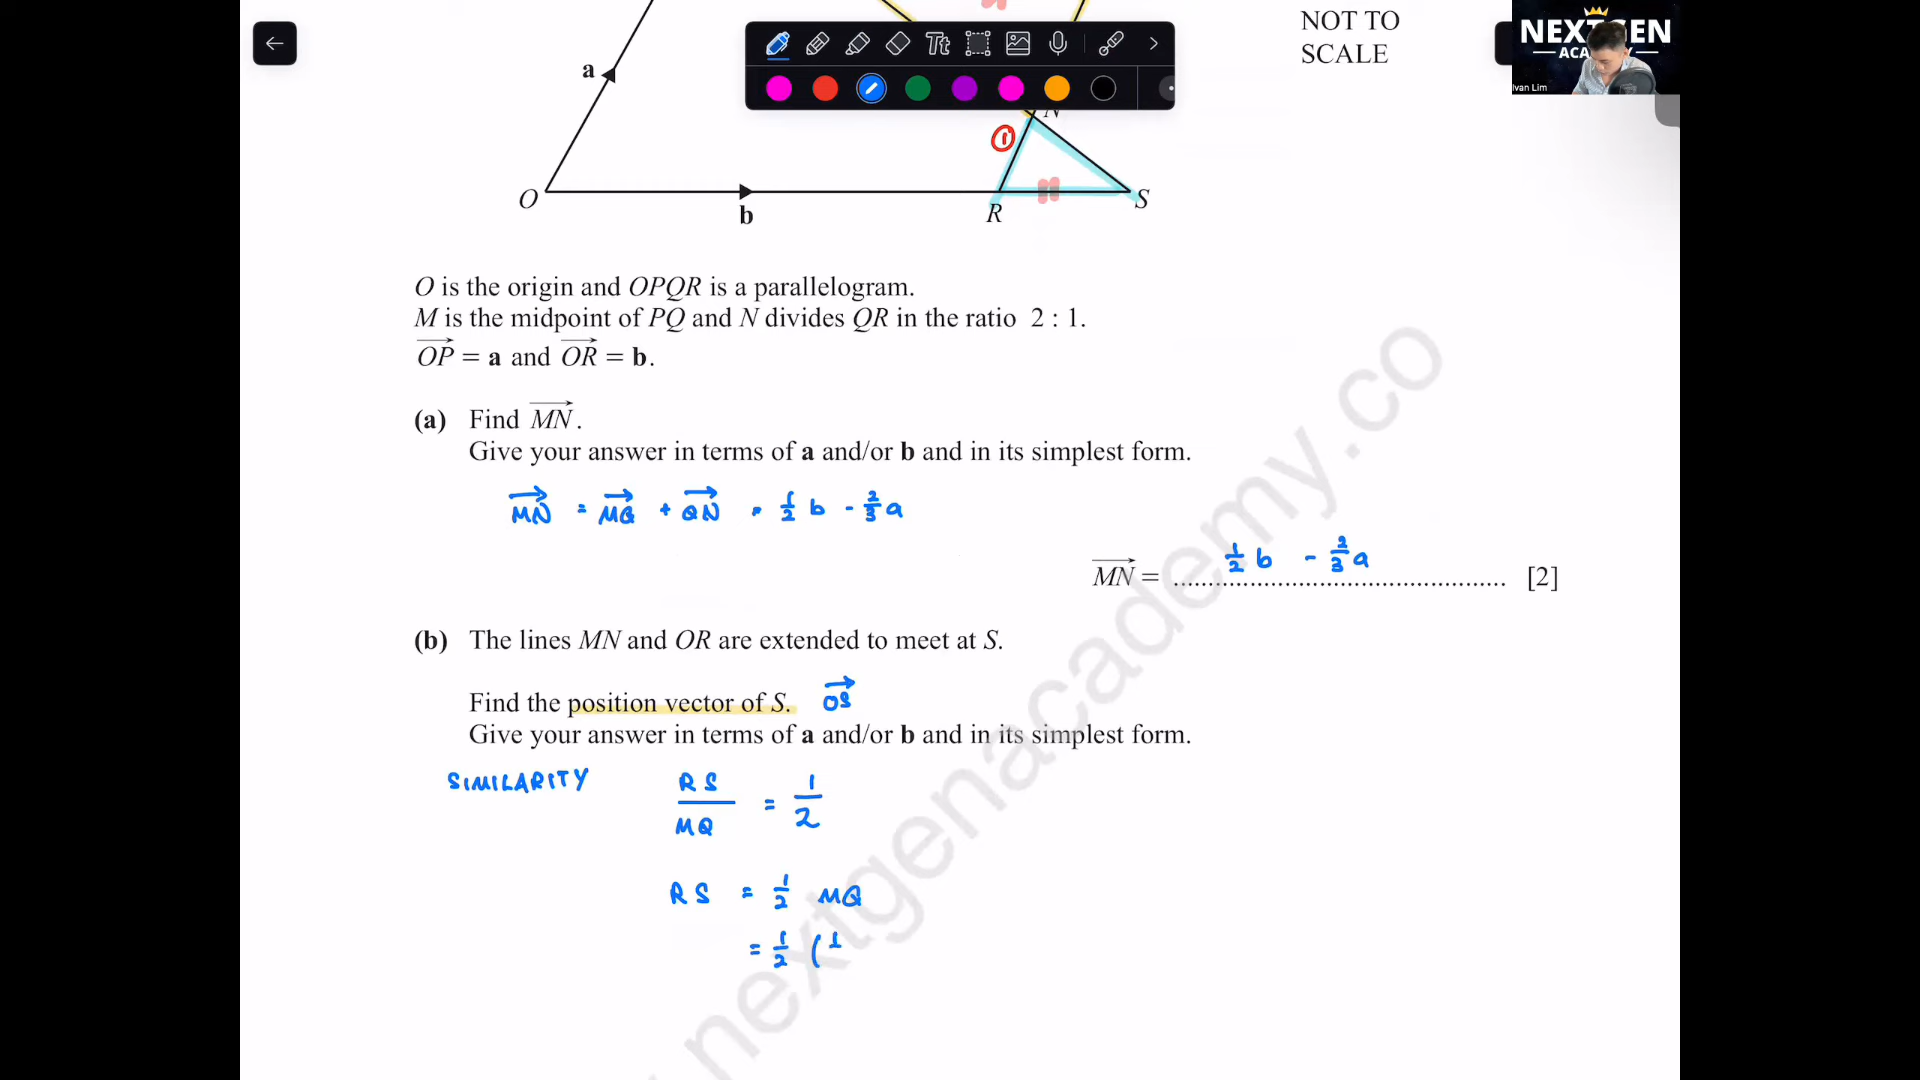 NOT TO
SCALE
NEXTGEN
ACADEMY
Ivan Lim
Tt
a
N
1
O
b
R
S
O is the origin and OPQR is a parallelogram.
M is the midpoint of PQ and N divides QR in the ratio 2 : 1.
OP = a and OR = b.
(a) Find MN.
Give your answer in terms of a and/or b and in its simplest form.
MN = MQ + QN = 1/2 b - 2/3 a
1/2 b - 2/3 a
MN = ................................................ [2]
(b) The lines MN and OR are extended to meet at S.
Find the position vector of S. OS
Give your answer in terms of a and/or b and in its simplest form.
SIMILARITY RS/MQ = 1/2
RS = 1/2 MQ
= 1/2 ( 1
.nextgenacademy.co